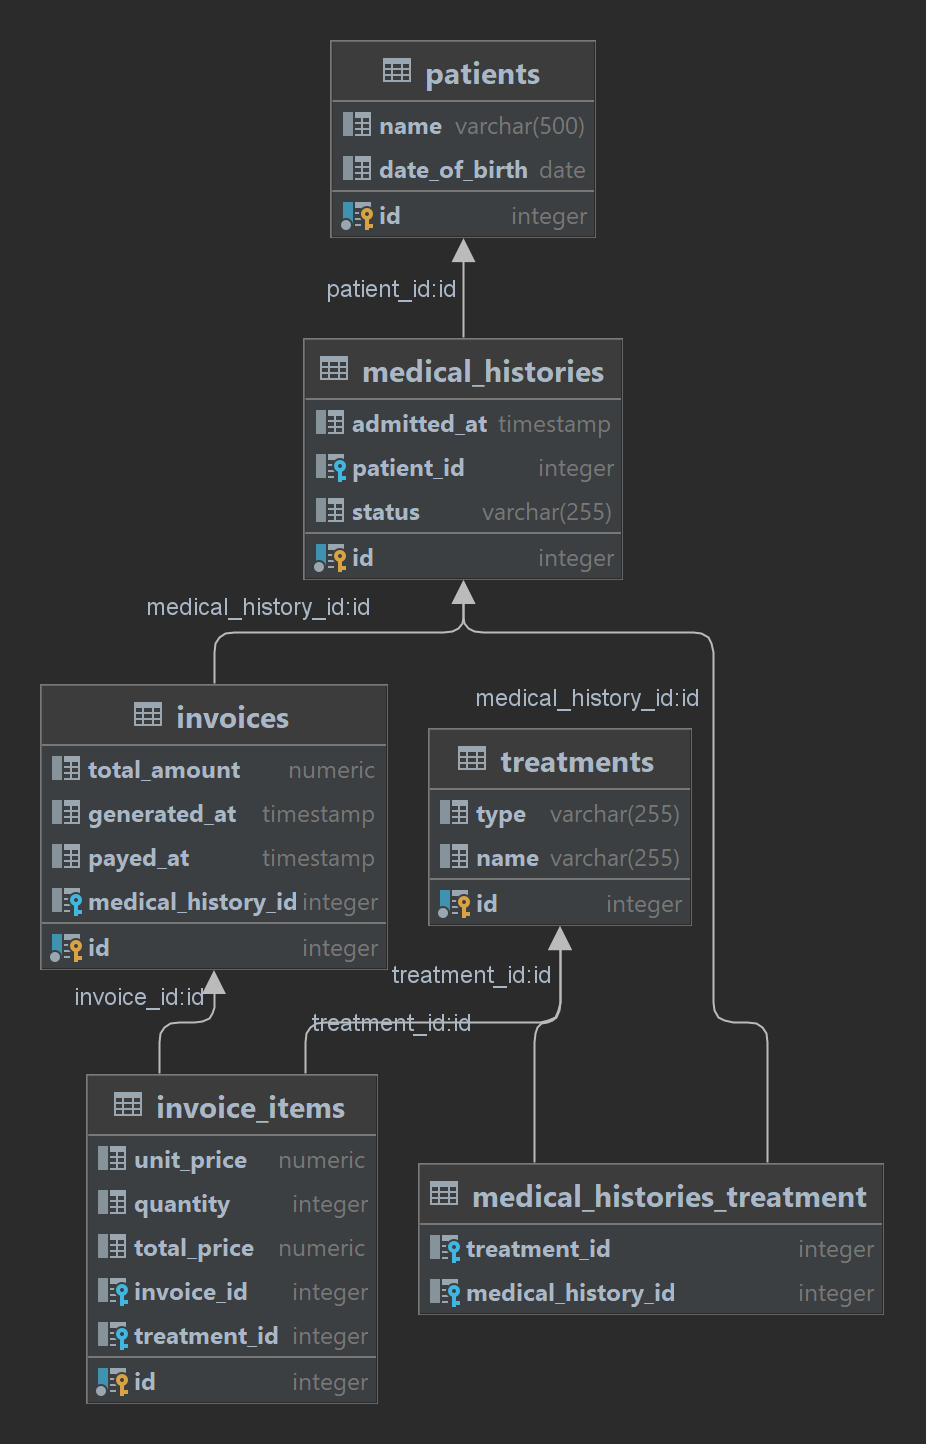 patients
name varchar(500)
date_of_birth date
id integer
patient_id:id
medical_histories
admitted_at timestamp
patient_id integer
status varchar(255)
id integer
medical_history_id:id
medical_history_id:id
invoices
total_amount numeric
generated_at timestamp
payed_at timestamp
medical_history_id integer
id integer
treatments
type varchar(255)
name varchar(255)
id integer
invoice_id:id
treatment_id:id
treatment_id:id
invoice_items
unit_price numeric
quantity integer
total_price numeric
invoice_id integer
treatment_id integer
id integer
medical_histories_treatment
treatment_id integer
medical_history_id integer